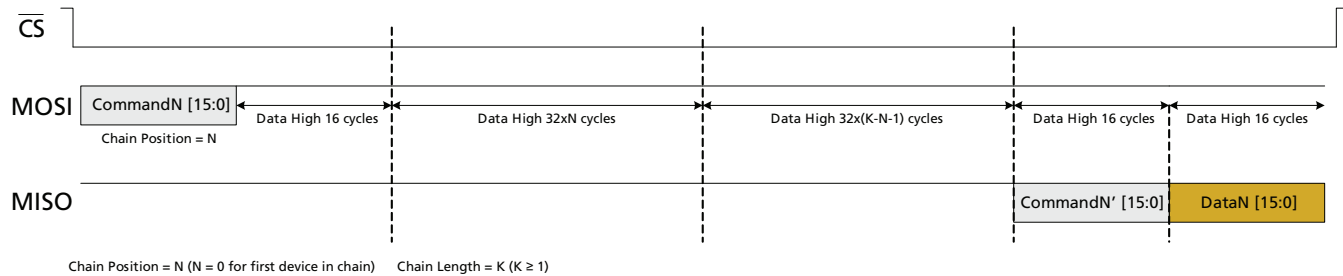 CS
MOSI
CommandN [15:0]
Data High 16 cycles
Data High 32xN cycles
Data High 32x(K-N-1) cycles
Data High 16 cycles
Data High 16 cycles
Chain Position = N
MISO
CommandN’ [15:0]
DataN [15:0]
Chain Position = N (N = 0 for first device in chain) Chain Length = K (K ≥ 1)